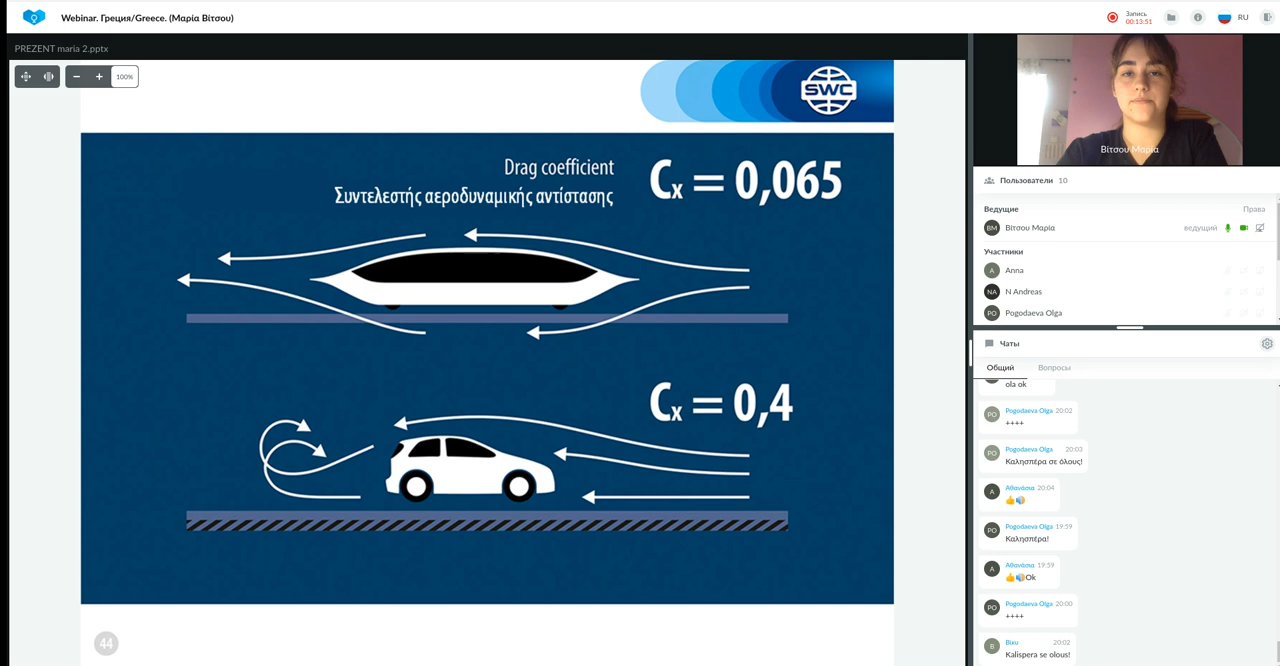 Webinar. Греция/Greece. (Μαρία Βίτσου)
Запись
00:13:51
RU
PREZENT maria 2.pptx
100%
SWC
Drag coefficient
Συντελεστής αεροδυναμικής αντίστασης
Cx = 0,065
Cx = 0,4
44
Βίτσου Μαρία
Пользователи 10
Ведущие
Права
ВМ
Βίτσου Μαρία
ведущий
Участники
A
Anna
NA
N Andreas
PO
Pogodaeva Olga
Чаты
Общий
Вопросы
ola ok
PO
Pogodaeva Olga 20:02
++++
PO
Pogodaeva Olga 20:03
Καλησπέρα σε όλους!
A
Αθανάσια 20:04
👍
PO
Pogodaeva Olga 19:59
Καλησπέρα!
A
Αθανάσια 19:59
👍Ok
PO
Pogodaeva Olga 20:00
++++
B
Βixu 20:02
Kalispera se olous!